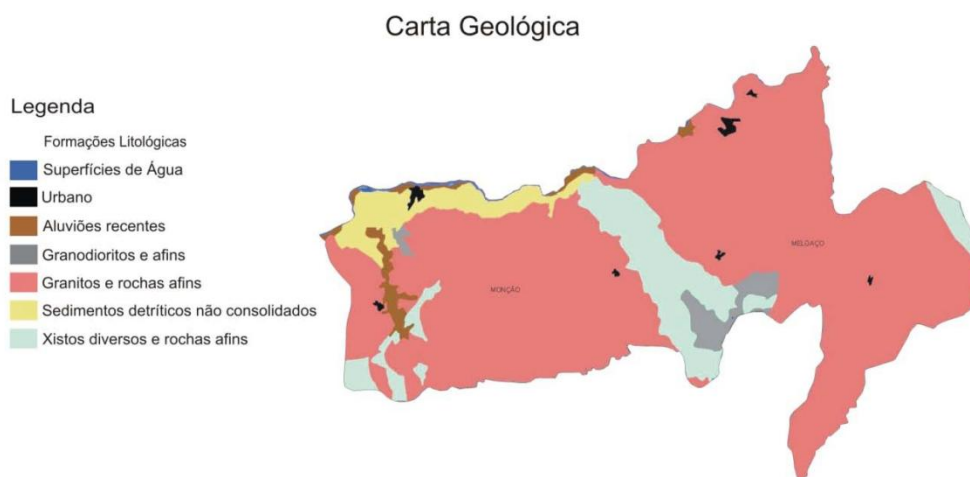 Carta Geológica
Legenda
Formações Litológicas
Superfícies de Água
Urbano
Aluviões recentes
Granodioritos e afins
Granitos e rochas afins
Sedimentos detríticos não consolidados
Xistos diversos e rochas afins
MELGAÇO
MONÇÃO